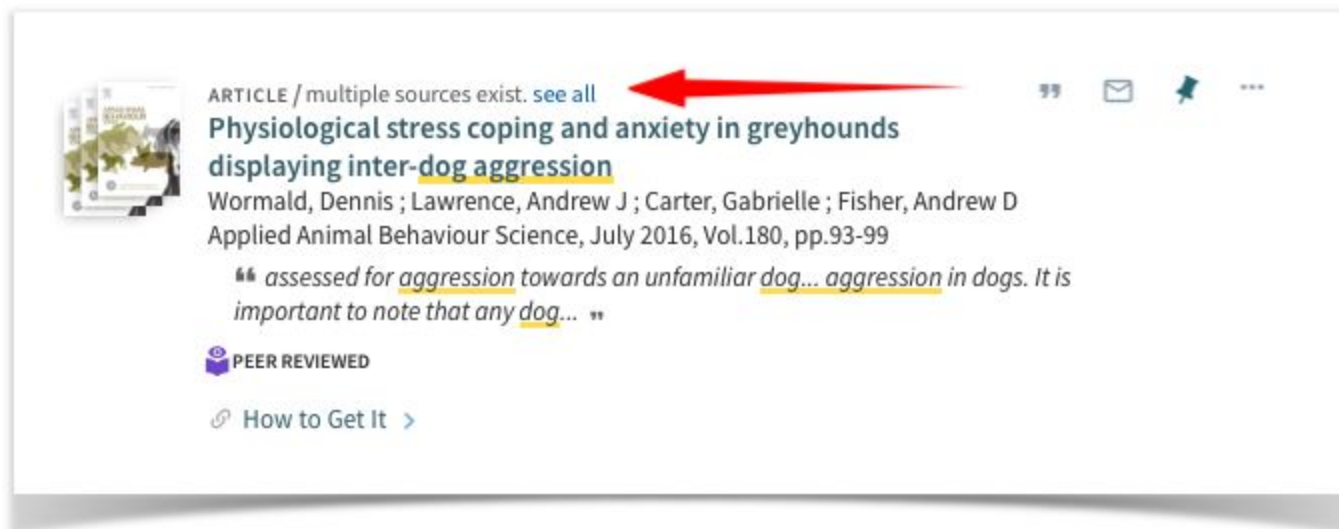 ARTICLE / multiple sources exist. see all
Physiological stress coping and anxiety in greyhounds
displaying inter-dog aggression
Wormald, Dennis ; Lawrence, Andrew J ; Carter, Gabrielle ; Fisher, Andrew D
Applied Animal Behaviour Science, July 2016, Vol.180, pp.93-99
❝ assessed for aggression towards an unfamiliar dog... aggression in dogs. It is
important to note that any dog... ❞
PEER REVIEWED
How to Get It >